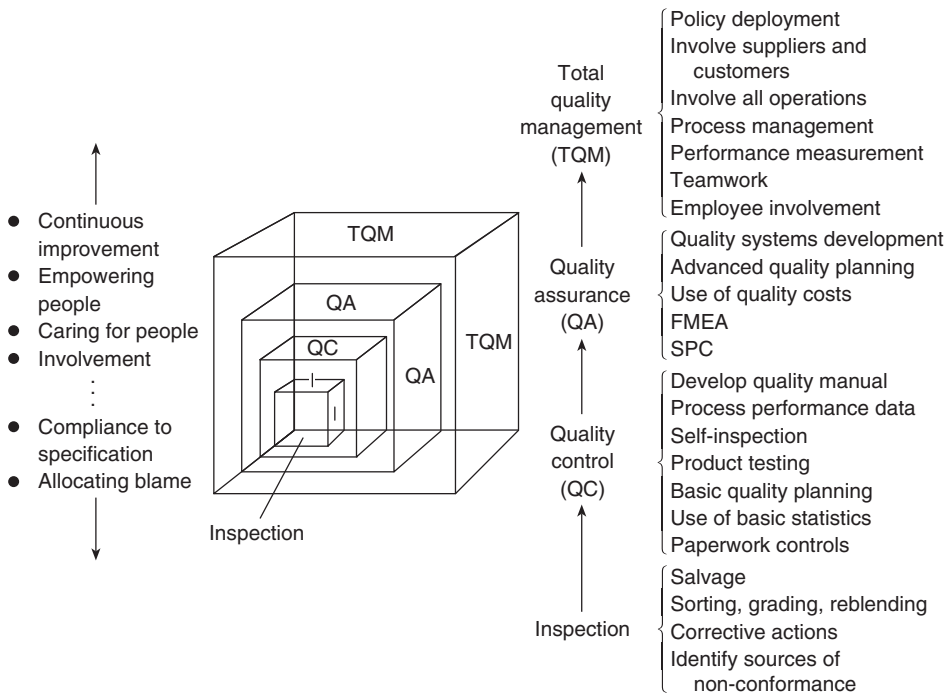 ● Continuous
improvement
● Empowering
people
● Caring for people
● Involvement
⋮
● Compliance to
specification
● Allocating blame
TQM
QA
QC
I
TQM
QA
I
Inspection
Total
quality
management
(TQM)
Quality
assurance
(QA)
Quality
control
(QC)
Inspection
Policy deployment
Involve suppliers and
customers
Involve all operations
Process management
Performance measurement
Teamwork
Employee involvement
Quality systems development
Advanced quality planning
Use of quality costs
FMEA
SPC
Develop quality manual
Process performance data
Self-inspection
Product testing
Basic quality planning
Use of basic statistics
Paperwork controls
Salvage
Sorting, grading, reblending
Corrective actions
Identify sources of
non-conformance